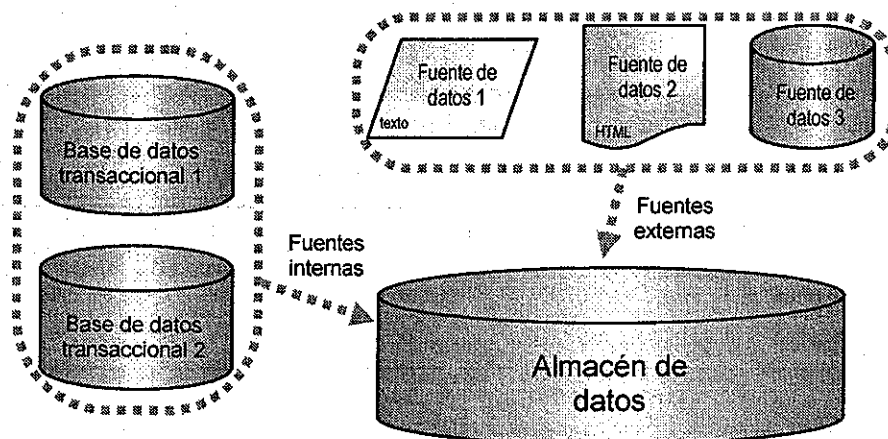 Fuente de
datos 1
texto
Fuente de
datos 2
HTML
Fuente de
datos 3
Base de datos
transaccional 1
Base de datos
transaccional 2
Fuentes
internas
Fuentes
externas
Almacén de
datos